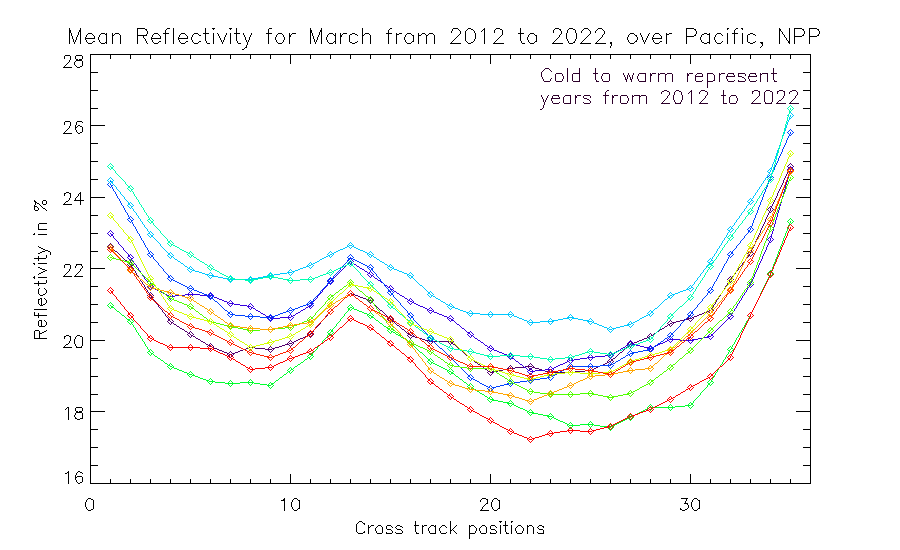 Mean Reflectivity for March from 2012 to 2022, over Pacific, NPP
Cold to warm represent
years from 2012 to 2022
28
26
24
22
20
18
16
Reflectivity in %
0 10 20 30
Cross track positions